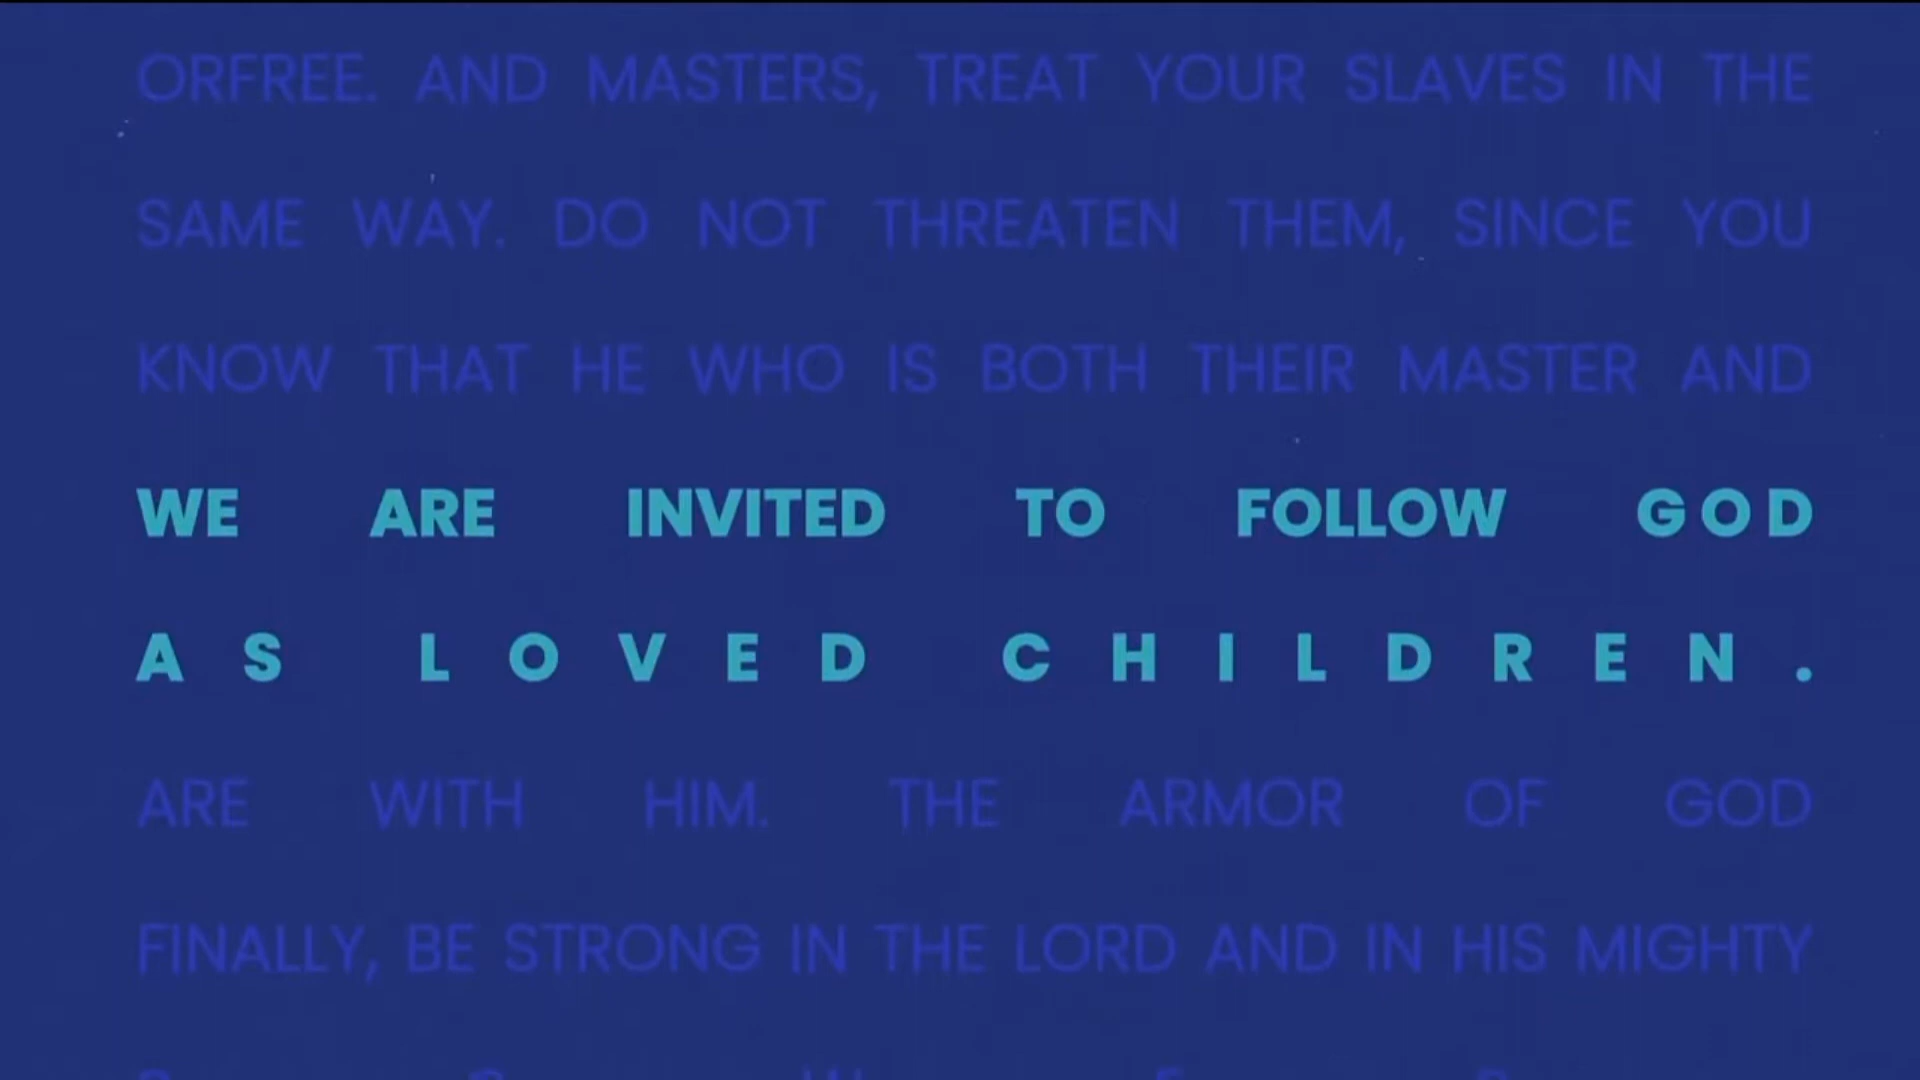 ORFREE. AND MASTERS, TREAT YOUR SLAVES IN THE
SAME WAY. DO NOT THREATEN THEM, SINCE YOU
KNOW THAT HE WHO IS BOTH THEIR MASTER AND
WE ARE INVITED TO FOLLOW GOD
AS LOVED CHILDREN.
ARE WITH HIM. THE ARMOR OF GOD
FINALLY, BE STRONG IN THE LORD AND IN HIS MIGHTY